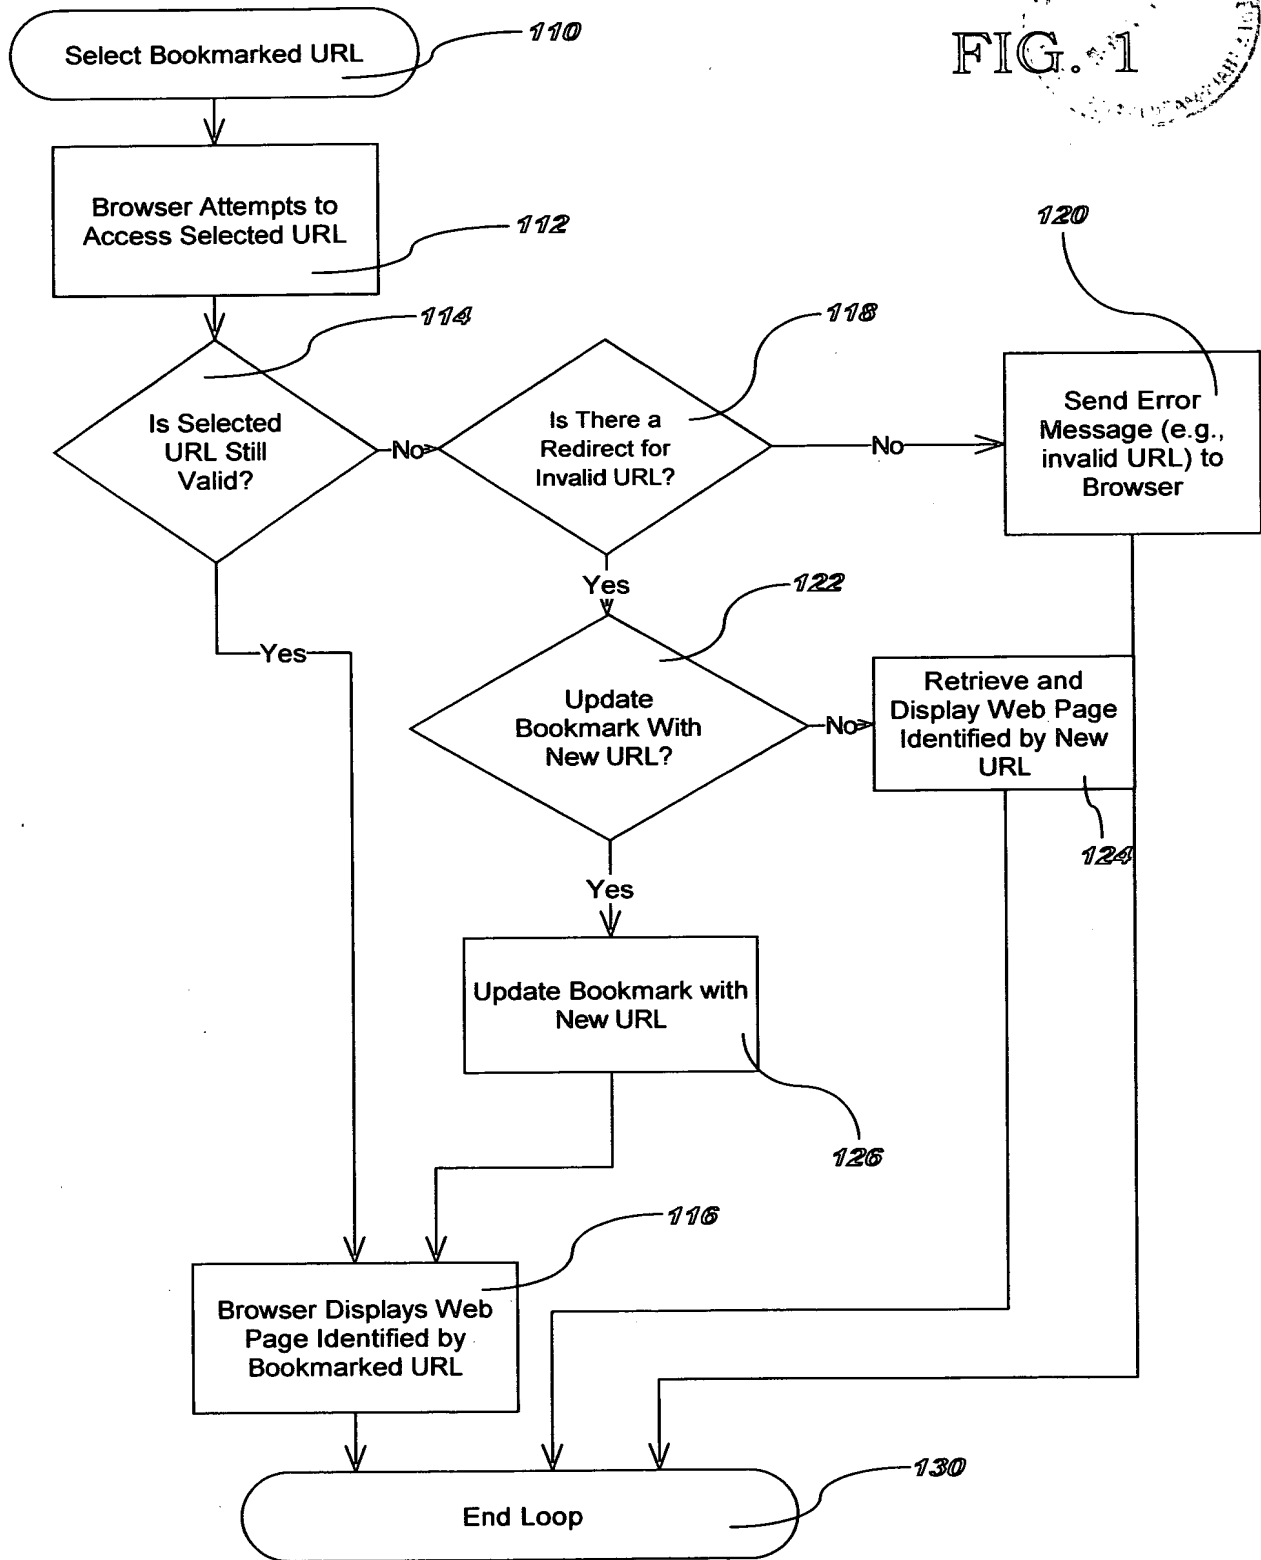 Select Bookmarked URL
110
FIG. 1
Browser Attempts to
Access Selected URL
112
120
114
118
Is Selected
URL Still
Valid?
No
Is There a
Redirect for
Invalid URL?
No
Send Error
Message (e.g.,
invalid URL) to
Browser
Yes
122
Yes
Update
Bookmark With
New URL?
No
Retrieve and
Display Web Page
Identified by New
URL
124
Yes
Update Bookmark with
New URL
126
116
Browser Displays Web
Page Identified by
Bookmarked URL
130
End Loop